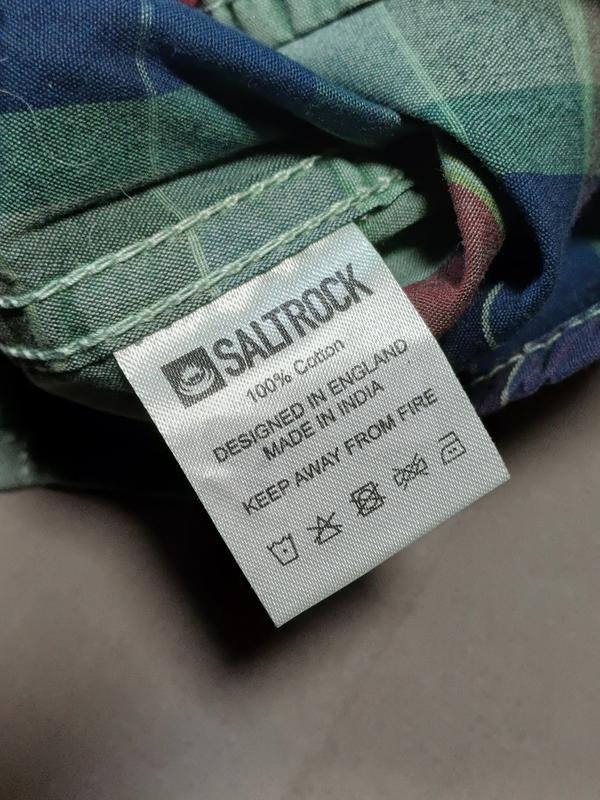 SALTROCK
100% Cotton
DESIGNED IN ENGLAND
MADE IN INDIA
KEEP AWAY FROM FIRE